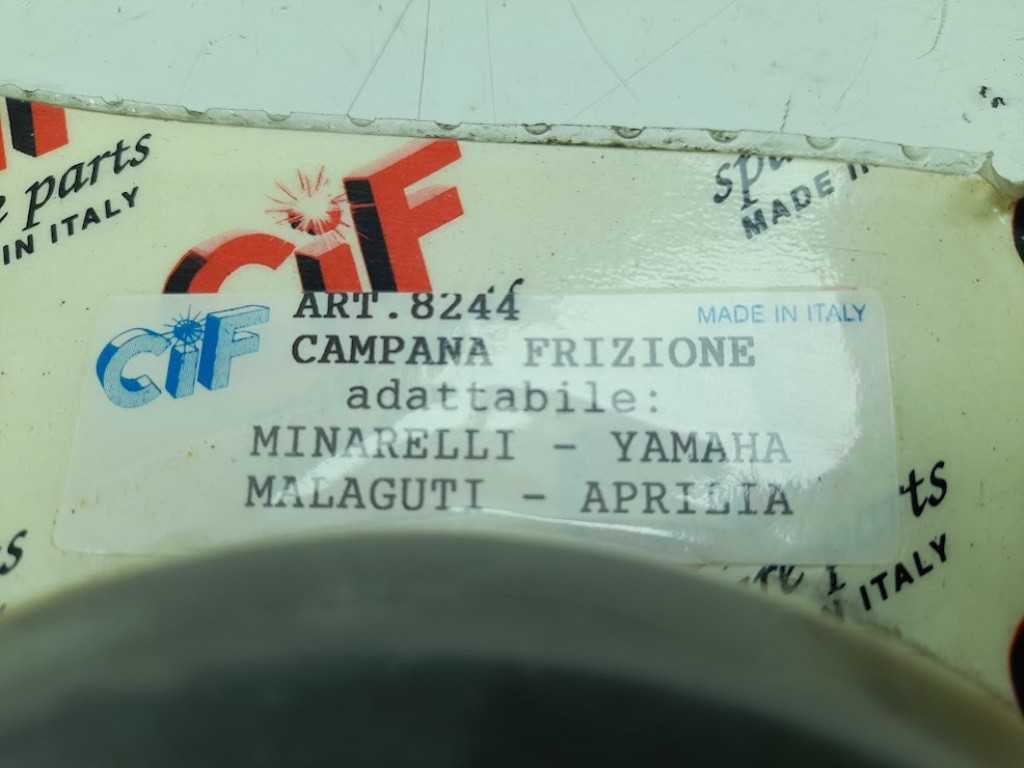 parts
IN ITALY
CiF
MADE
CiF
ART.8244
MADE IN ITALY
CAMPANA FRIZIONE
adattabile:
MINARELLI - YAMAHA
MALAGUTI - APRILIA
ITALY